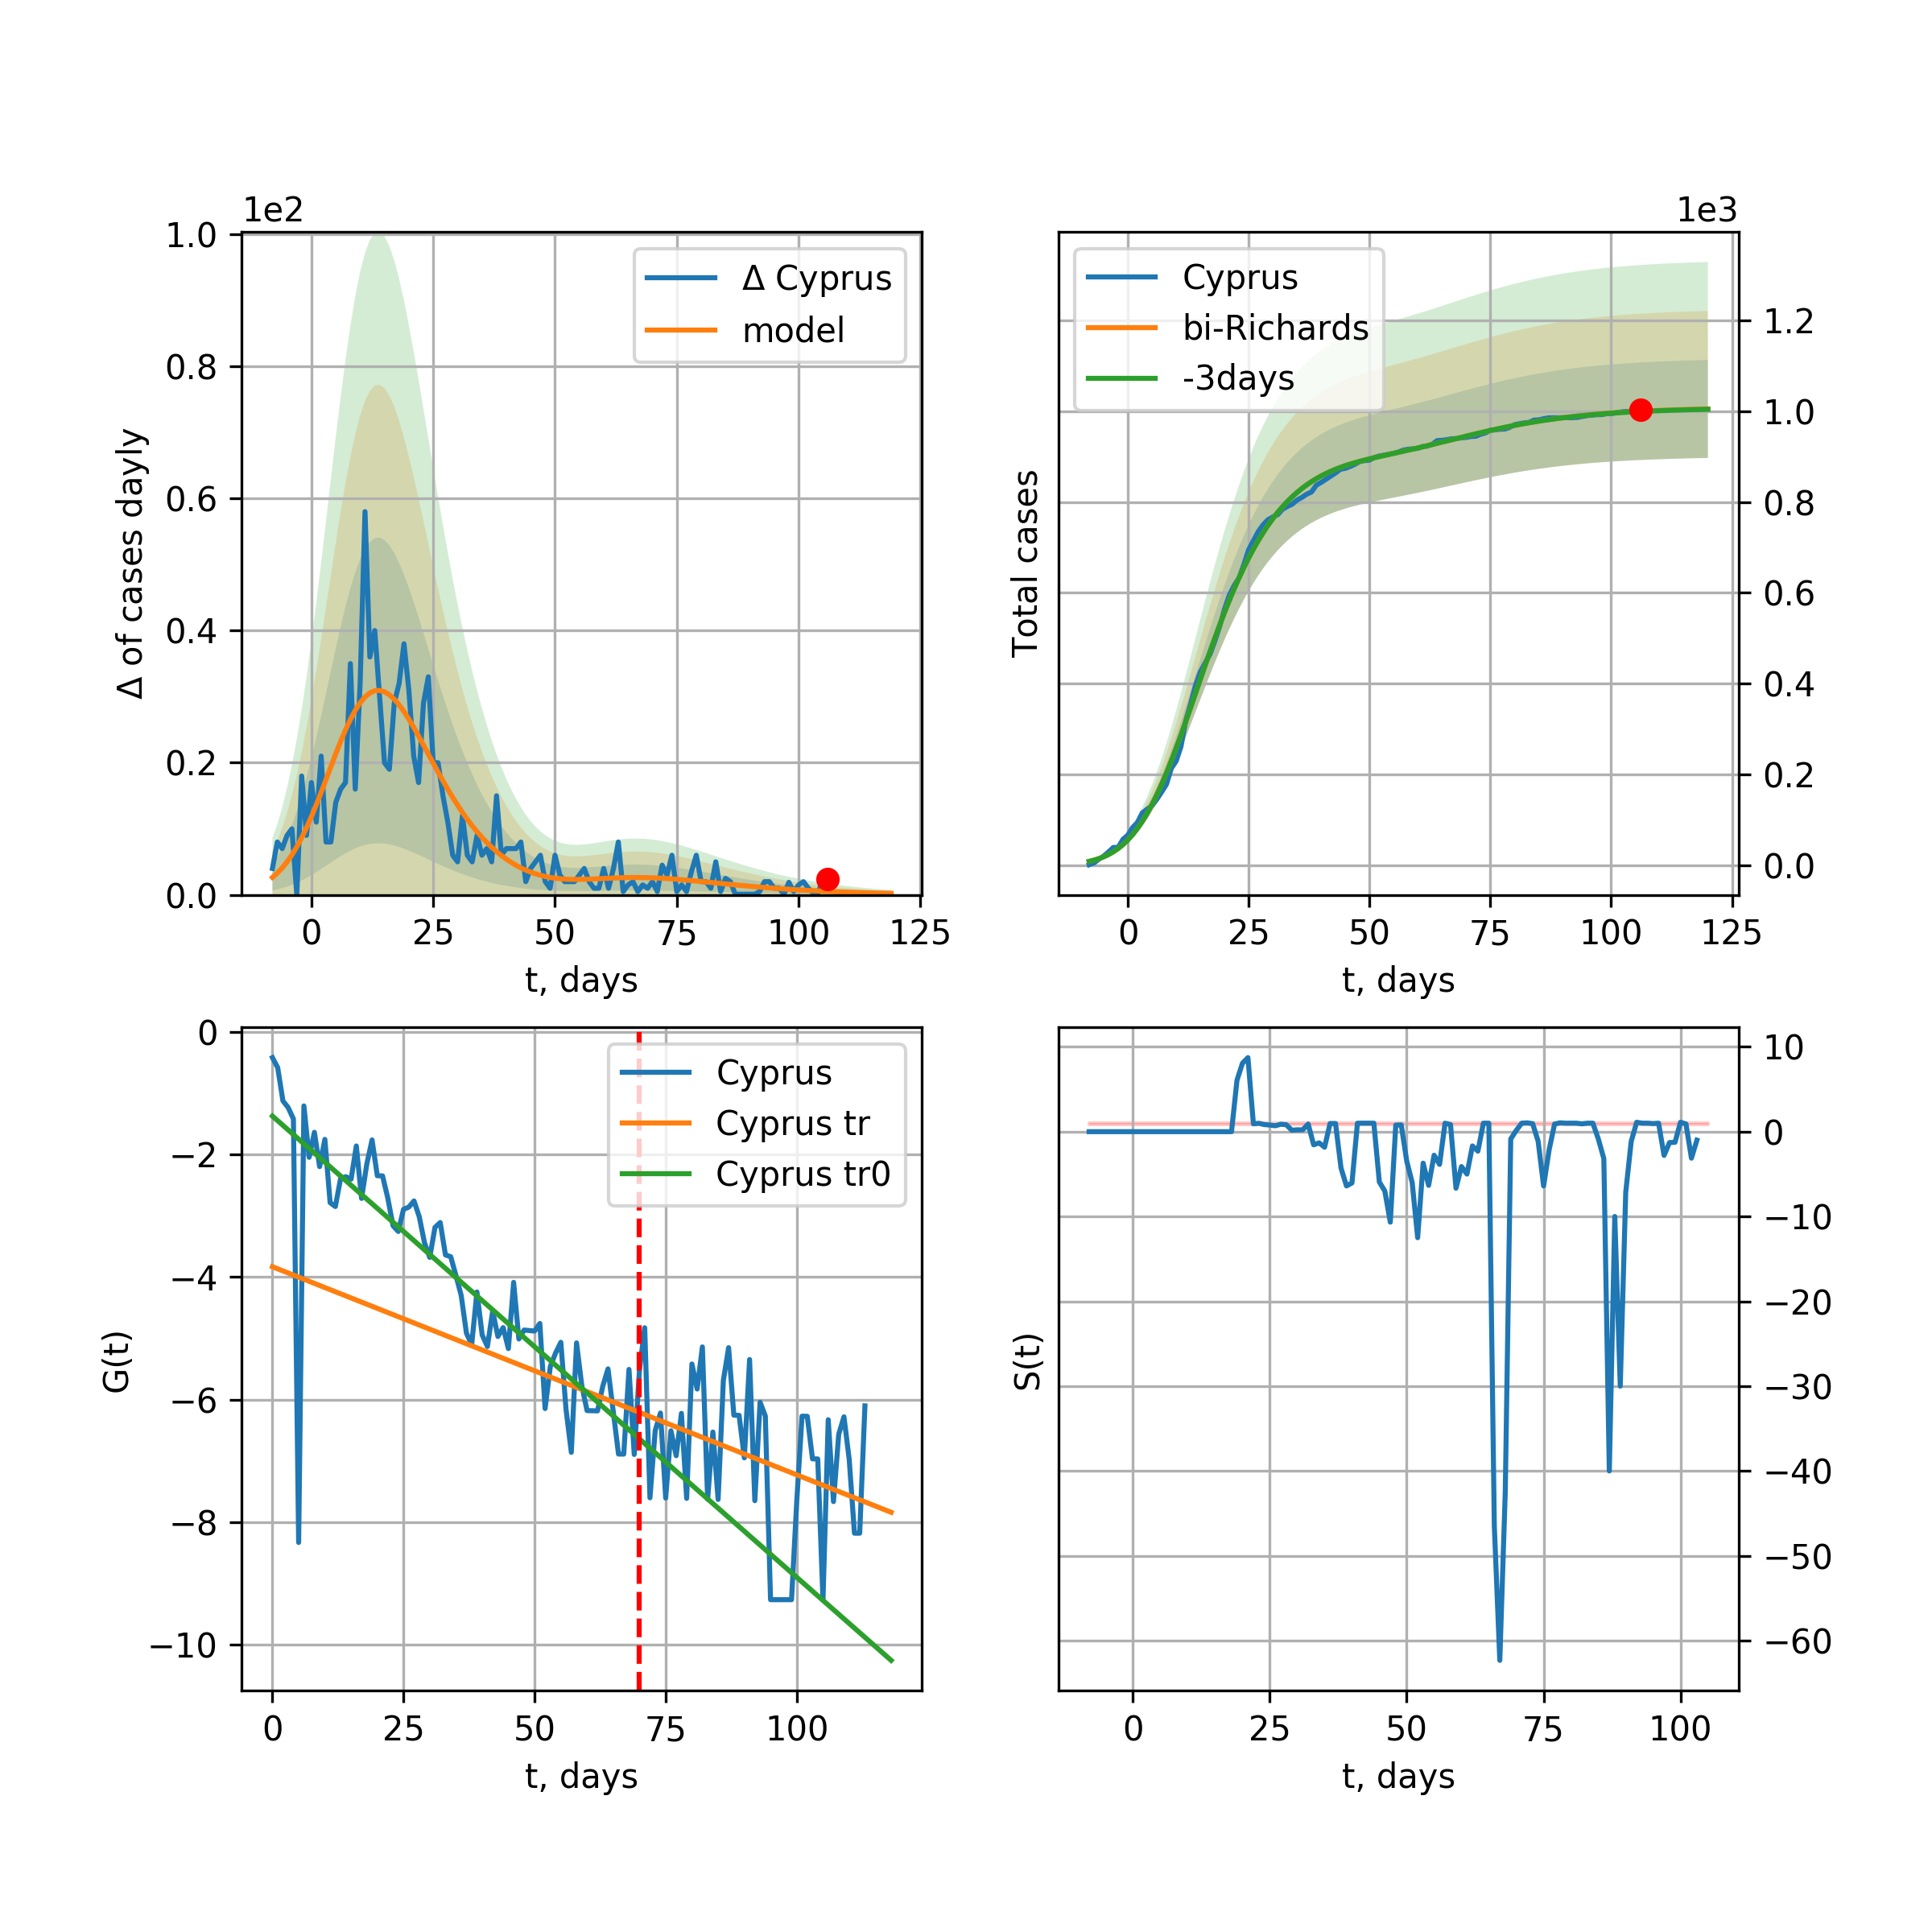 1e2
1.0
0.8
0.6
0.4
0.2
0.0
Δ of cases dayly
Δ Cyprus
model
0 25 50 75 100 125
t, days
1e3
Cyprus
bi-Richards
-3days
1.2
1.0
0.8
0.6
0.4
0.2
0.0
Total cases
0 25 50 75 100 125
t, days
0
−2
−4
−6
−8
−10
G(t)
Cyprus
Cyprus tr
Cyprus tr0
0 25 50 75 100
t, days
10
0
−10
−20
−30
−40
−50
−60
S(t)
0 25 50 75 100
t, days